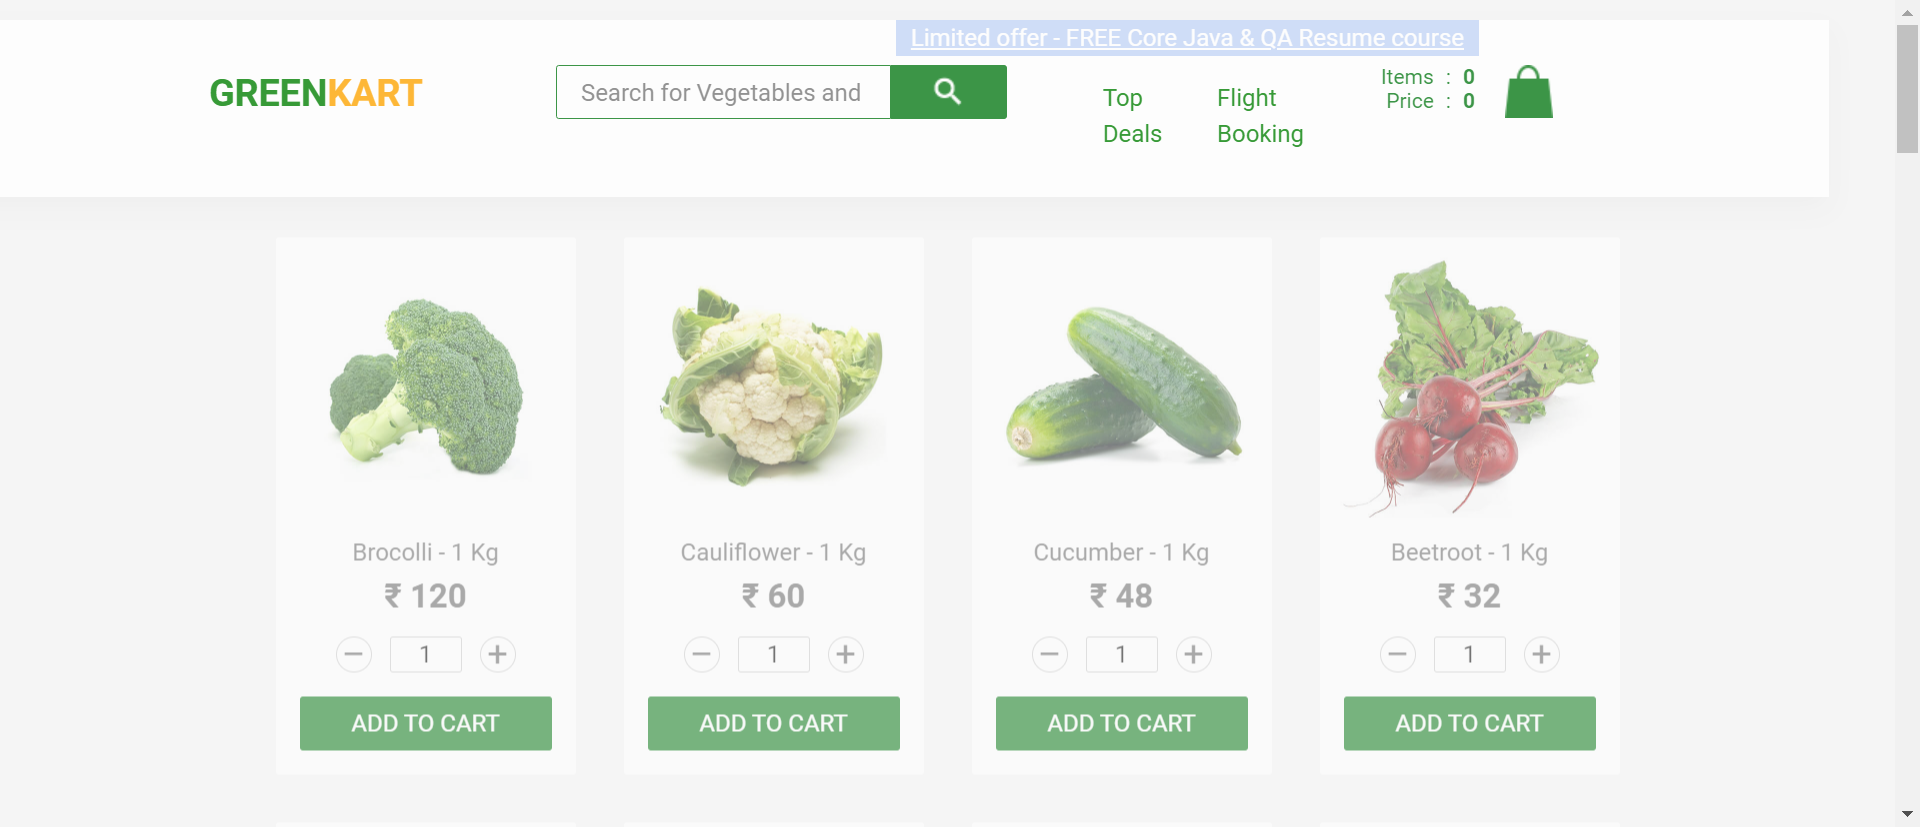 Limited offer - FREE Core Java & QA Resume course
GREENKART
Search for Vegetables and
Top
Deals
Flight
Booking
Items : 0
Price : 0
Brocolli - 1 Kg
₹ 120
1
ADD TO CART
Cauliflower - 1 Kg
₹ 60
1
ADD TO CART
Cucumber - 1 Kg
₹ 48
1
ADD TO CART
Beetroot - 1 Kg
₹ 32
1
ADD TO CART